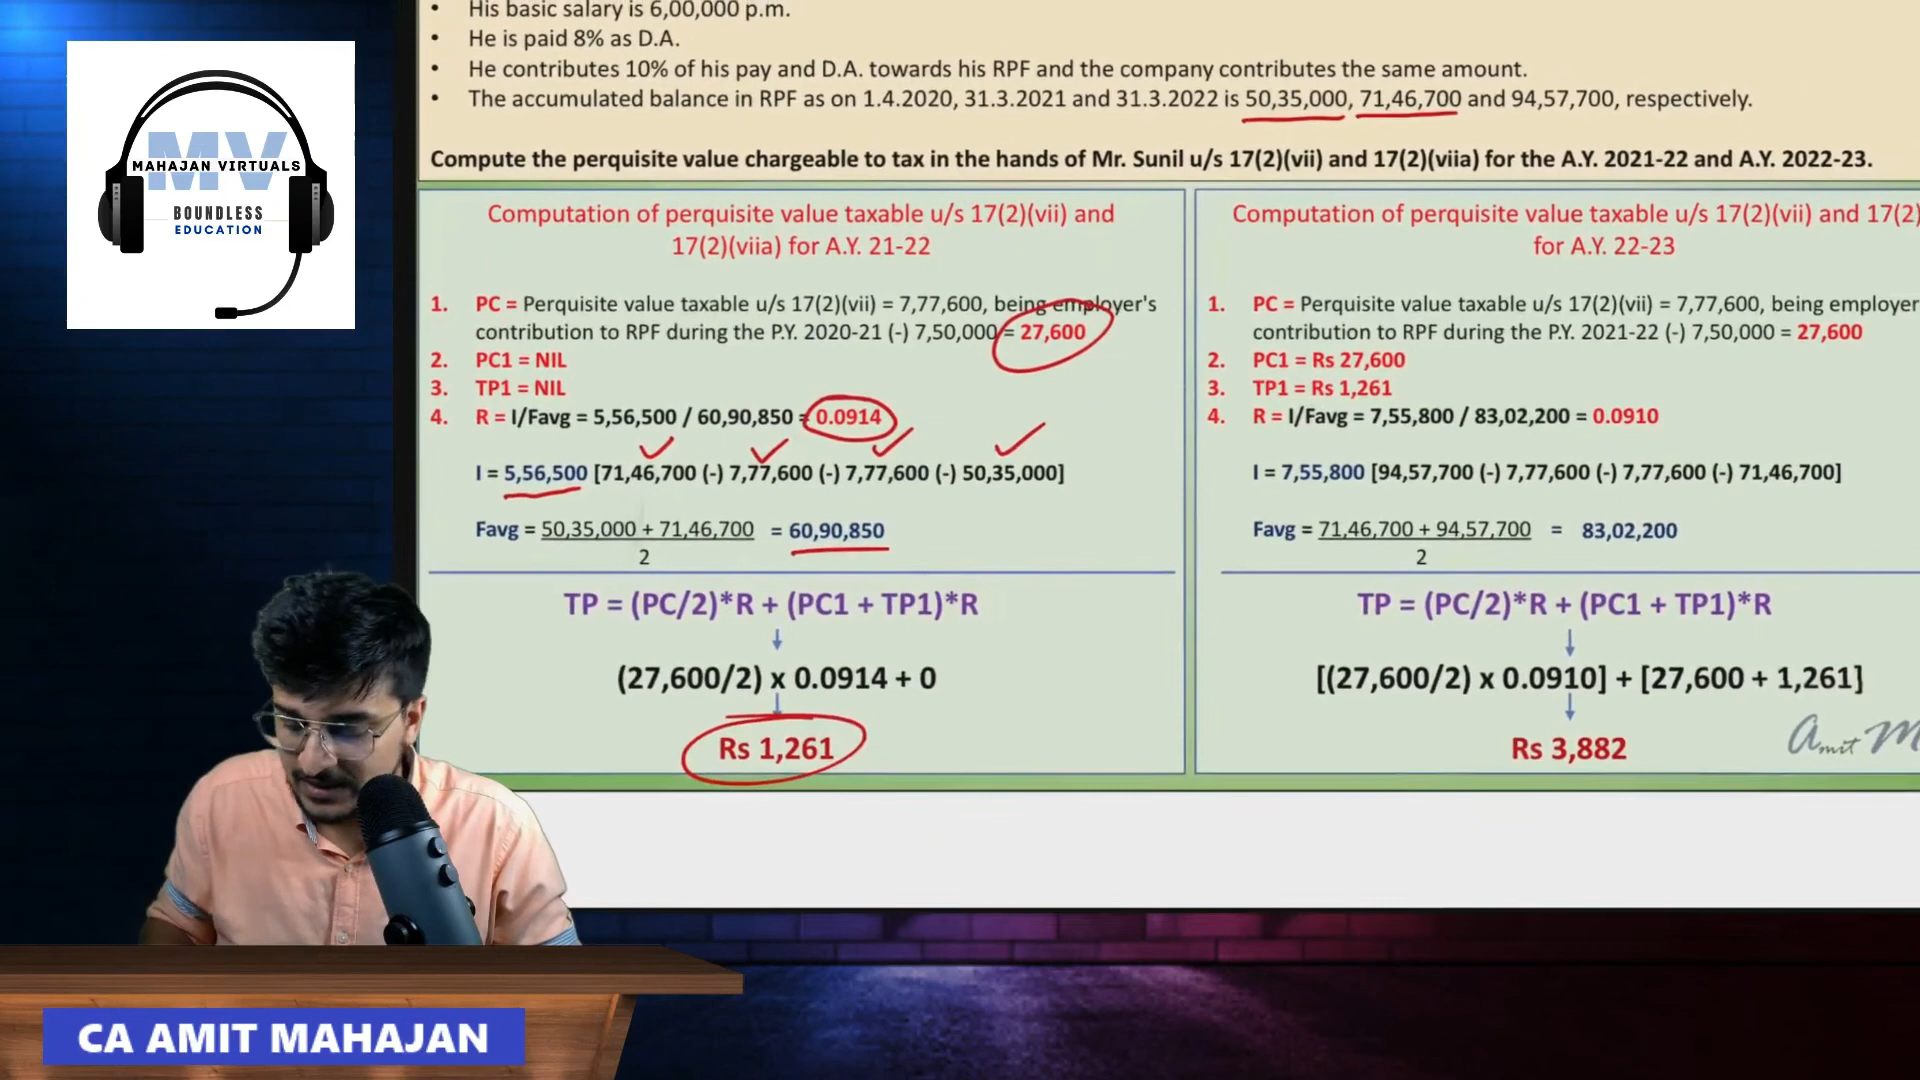 MV
MAHAJAN VIRTUALS
BOUNDLESS
EDUCATION
• His basic salary is 6,00,000 p.m.
• He is paid 8% as D.A.
• He contributes 10% of his pay and D.A. towards his RPF and the company contributes the same amount.
• The accumulated balance in RPF as on 1.4.2020, 31.3.2021 and 31.3.2022 is 50,35,000, 71,46,700 and 94,57,700, respectively.
Compute the perquisite value chargeable to tax in the hands of Mr. Sunil u/s 17(2)(vii) and 17(2)(viia) for the A.Y. 2021-22 and A.Y. 2022-23.
Computation of perquisite value taxable u/s 17(2)(vii) and
17(2)(viia) for A.Y. 21-22
1. PC = Perquisite value taxable u/s 17(2)(vii) = 7,77,600, being employer's
contribution to RPF during the P.Y. 2020-21 (-) 7,50,000 = 27,600
2. PC1 = NIL
3. TP1 = NIL
4. R = I/Favg = 5,56,500 / 60,90,850 = 0.0914
I = 5,56,500 [71,46,700 (-) 7,77,600 (-) 7,77,600 (-) 50,35,000]
Favg = 50,35,000 + 71,46,700 = 60,90,850
2
TP = (PC/2)*R + (PC1 + TP1)*R
(27,600/2) x 0.0914 + 0
Rs 1,261
Computation of perquisite value taxable u/s 17(2)(vii) and 17(2)
for A.Y. 22-23
1. PC = Perquisite value taxable u/s 17(2)(vii) = 7,77,600, being employer
contribution to RPF during the P.Y. 2021-22 (-) 7,50,000 = 27,600
2. PC1 = Rs 27,600
3. TP1 = Rs 1,261
4. R = I/Favg = 7,55,800 / 83,02,200 = 0.0910
I = 7,55,800 [94,57,700 (-) 7,77,600 (-) 7,77,600 (-) 71,46,700]
Favg = 71,46,700 + 94,57,700 = 83,02,200
2
TP = (PC/2)*R + (PC1 + TP1)*R
[(27,600/2) x 0.0910] + [27,600 + 1,261]
Rs 3,882
Amit M
CA AMIT MAHAJAN